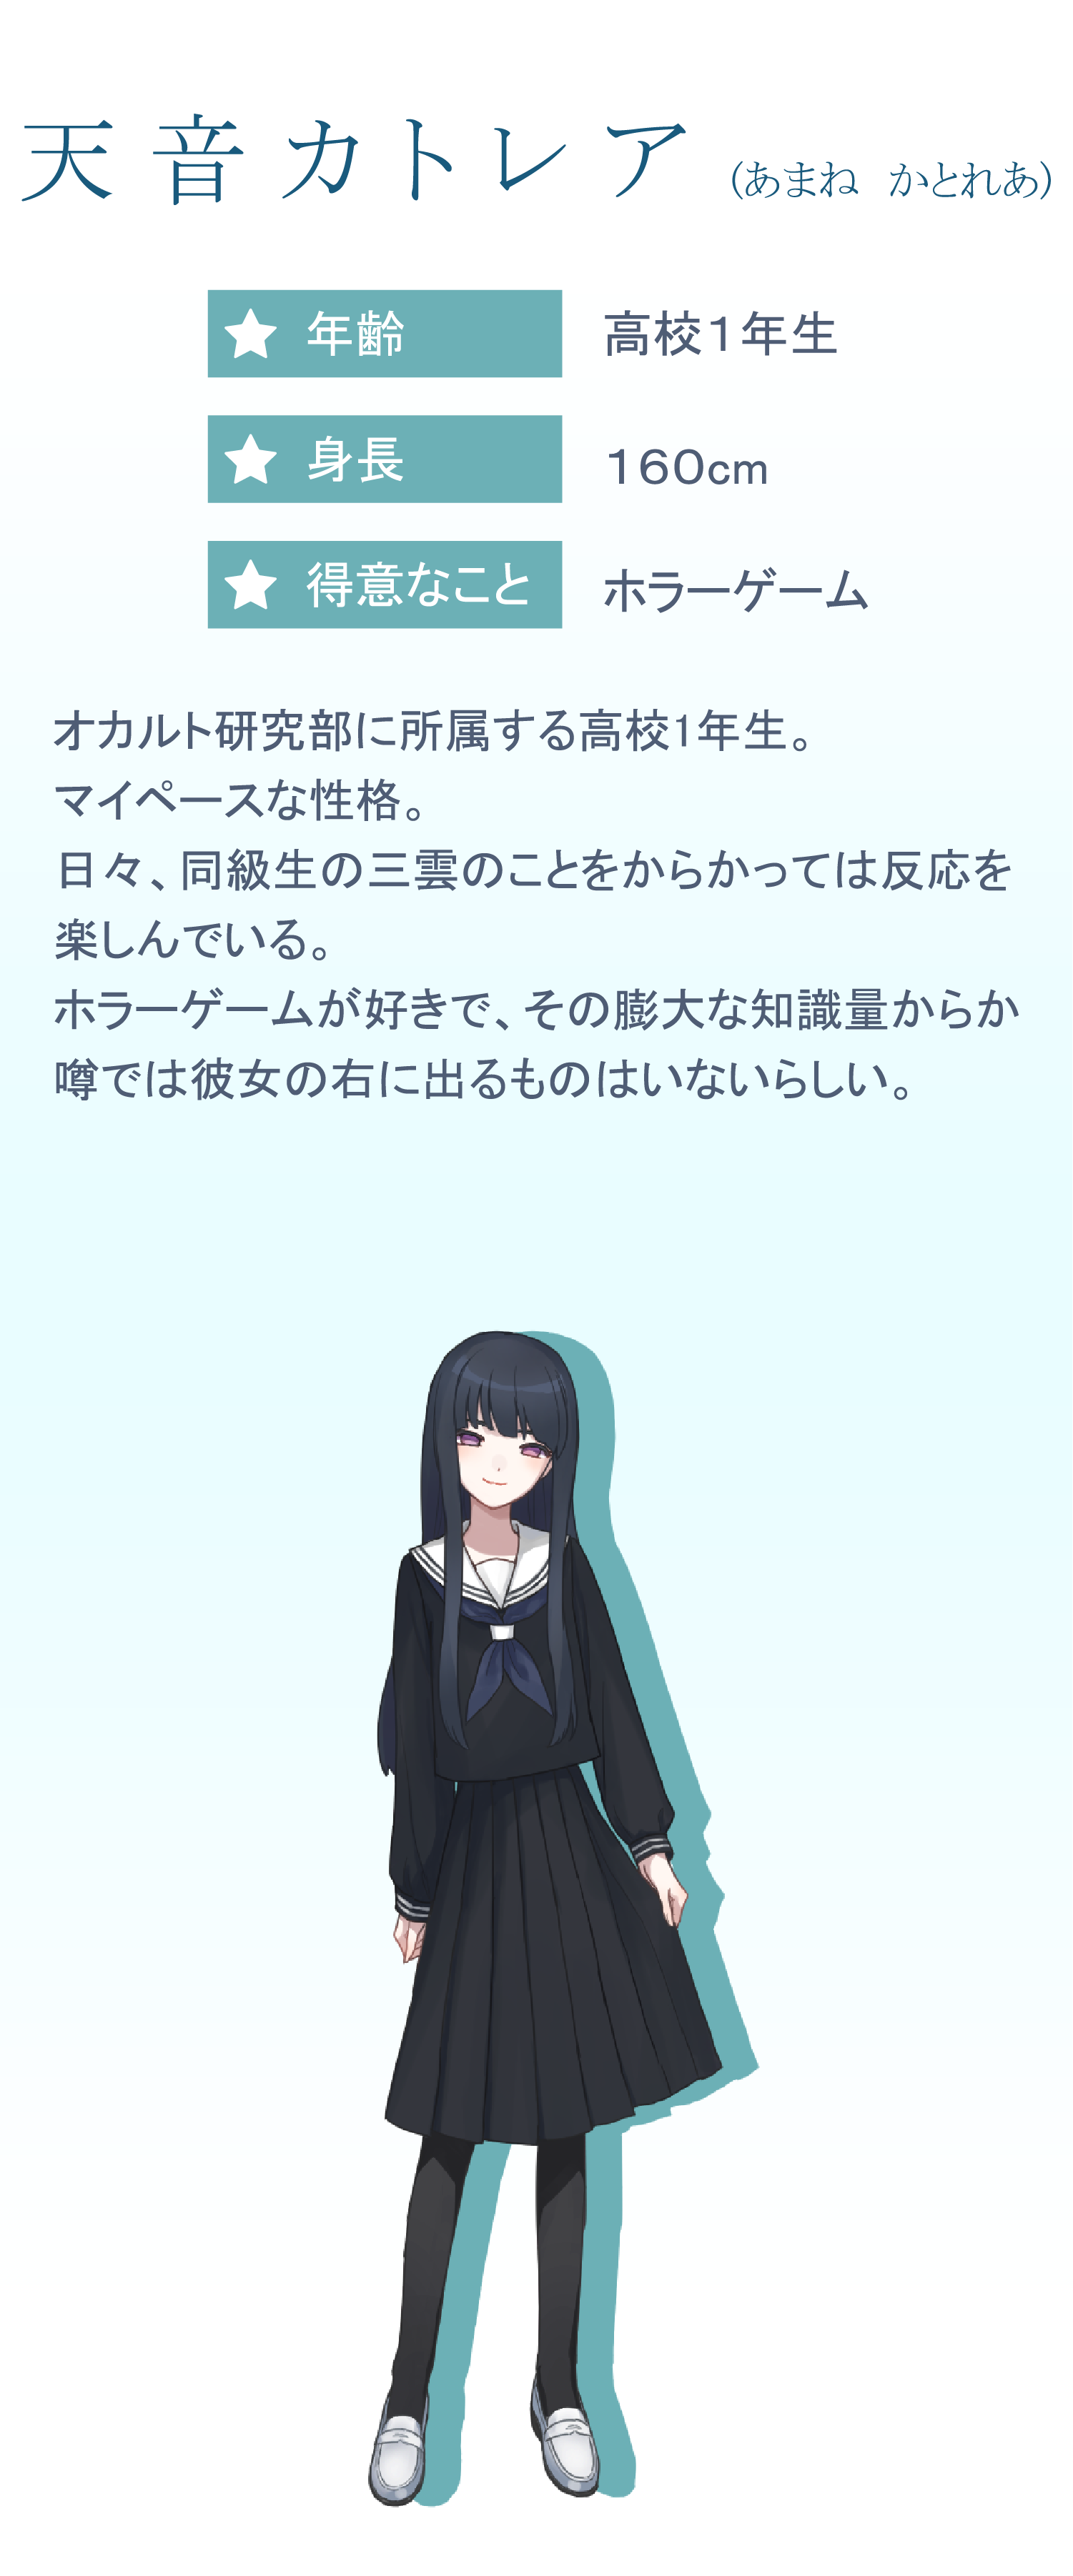 天音カトレア (あまね　かとれあ)
★ 年齢 高校1年生
★ 身長 160cm
★ 得意なこと ホラーゲーム
オカルト研究部に所属する高校1年生。
マイペースな性格。
日々、同級生の三雲のことをからかっては反応を
楽しんでいる。
ホラーゲームが好きで、その膨大な知識量からか
噂では彼女の右に出るものはいないらしい。